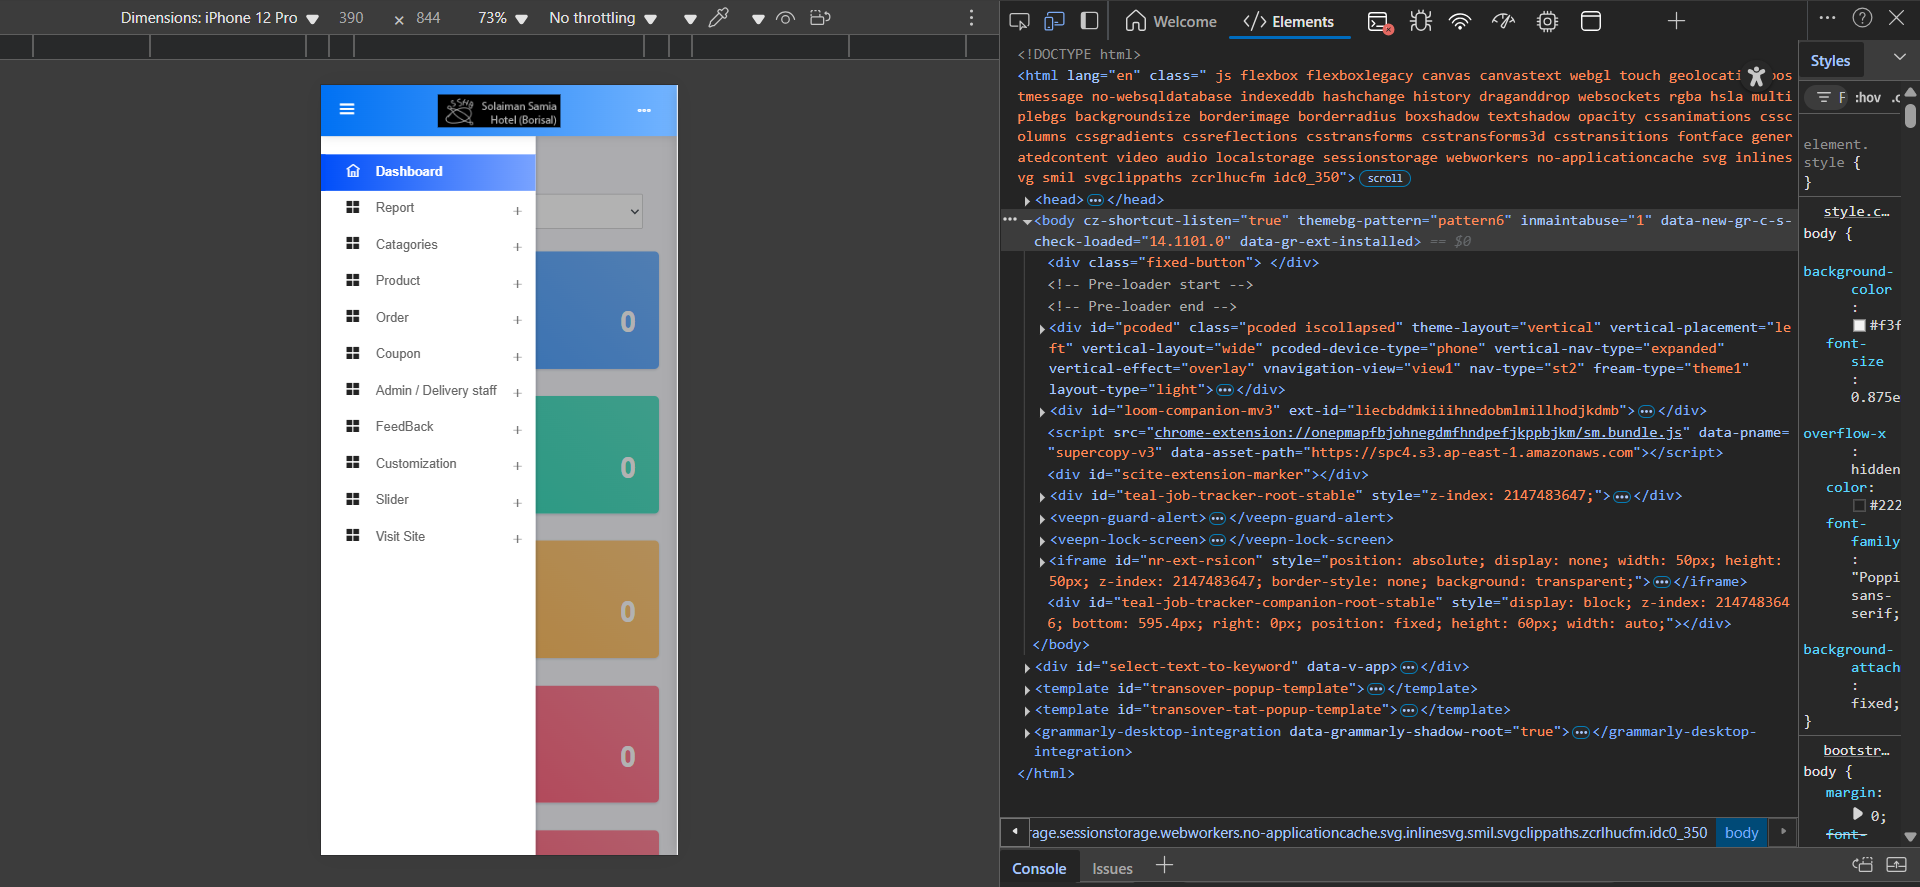 Dimensions: iPhone 12 Pro 390 × 844 73% No throttling
Solaiman Samia
Hotel (Borisal)
Dashboard
Report +
Catagories +
Product +
Order +
Coupon +
Admin / Delivery staff +
FeedBack +
Customization +
Slider +
Visit Site +
0
0
0
0
Welcome </> Elements
<!DOCTYPE html>
<html lang="en" class=" js flexbox flexboxlegacy canvas canvastext webgl touch geolocati os
tmessage no-websqldatabase indexeddb hashchange history draganddrop websockets rgba hsla multi
plebgs backgroundsize borderimage borderradius boxshadow textshadow opacity cssanimations cssc
olumns cssgradients cssreflections csstransforms csstransforms3d csstransitions fontface gener
atedcontent video audio localstorage sessionstorage webworkers no-applicationcache svg inlines
vg smil svgclippaths zcrlhucfm idc0_350"> scroll
<head> ••• </head>
••• <body cz-shortcut-listen="true" themebg-pattern="pattern6" inmaintabuse="1" data-new-gr-c-s-
check-loaded="14.1101.0" data-gr-ext-installed> == $0
<div class="fixed-button"> </div>
<!-- Pre-loader start -->
<!-- Pre-loader end -->
<div id="pcoded" class="pcoded iscollapsed" theme-layout="vertical" vertical-placement="le
ft" vertical-layout="wide" pcoded-device-type="phone" vertical-nav-type="expanded"
vertical-effect="overlay" vnavigation-view="view1" nav-type="st2" fream-type="theme1"
layout-type="light"> ••• </div>
<div id="loom-companion-mv3" ext-id="liecbddmkiiihnedobmlmillhodjkdmb"> ••• </div>
<script src="chrome-extension://onepmapfbjohnegdmfhndpefjkppbjkm/sm.bundle.js" data-pname=
"supercopy-v3" data-asset-path="https://spc4.s3.ap-east-1.amazonaws.com"></script>
<div id="scite-extension-marker"></div>
<div id="teal-job-tracker-root-stable" style="z-index: 2147483647;"> ••• </div>
<veepn-guard-alert> ••• </veepn-guard-alert>
<veepn-lock-screen> ••• </veepn-lock-screen>
<iframe id="nr-ext-rsicon" style="position: absolute; display: none; width: 50px; height:
50px; z-index: 2147483647; border-style: none; background: transparent;"> ••• </iframe>
<div id="teal-job-tracker-companion-root-stable" style="display: block; z-index: 214748364
6; bottom: 595.4px; right: 0px; position: fixed; height: 60px; width: auto;"></div>
</body>
<div id="select-text-to-keyword" data-v-app> ••• </div>
<template id="transover-popup-template"> ••• </template>
<template id="transover-tat-popup-template"> ••• </template>
<grammarly-desktop-integration data-grammarly-shadow-root="true"> ••• </grammarly-desktop-
integration>
</html>
rage.sessionstorage.webworkers.no-applicationcache.svg.inlinesvg.smil.svgclippaths.zcrlhucfm.idc0_350 body
Console Issues +
Styles
F :hov .c
element.
style {
}
style.c…
body {
background-
color
:
#f3f
font-
size
:
0.875e
overflow-x
:
hidden
color:
#222
font-
family
:
"Poppi
sans-
serif;
background-
attach
:
fixed;
}
bootstr…
body {
margin:
0;
font-